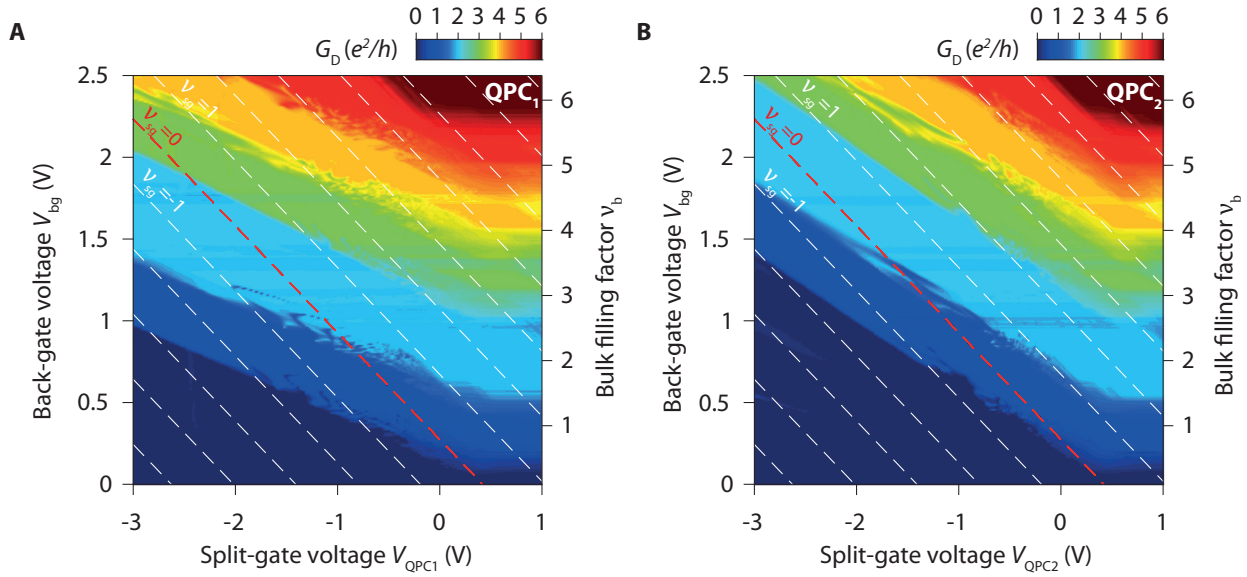 A
G_D (e²/h)
0 1 2 3 4 5 6
QPC₁
ν_sg=1
ν_sg=0
ν_sg=-1
2.5
2
1.5
1
0.5
0
Back-gate voltage V_bg (V)
6
5
4
3
2
1
Bulk filling factor ν_b
-3 -2 -1 0 1
Split-gate voltage V_QPC1 (V)
B
G_D (e²/h)
0 1 2 3 4 5 6
QPC₂
ν_sg=1
ν_sg=0
ν_sg=-1
2.5
2
1.5
1
0.5
0
Back-gate voltage V_bg (V)
6
5
4
3
2
1
Bulk filling factor ν_b
-3 -2 -1 0 1
Split-gate voltage V_QPC2 (V)